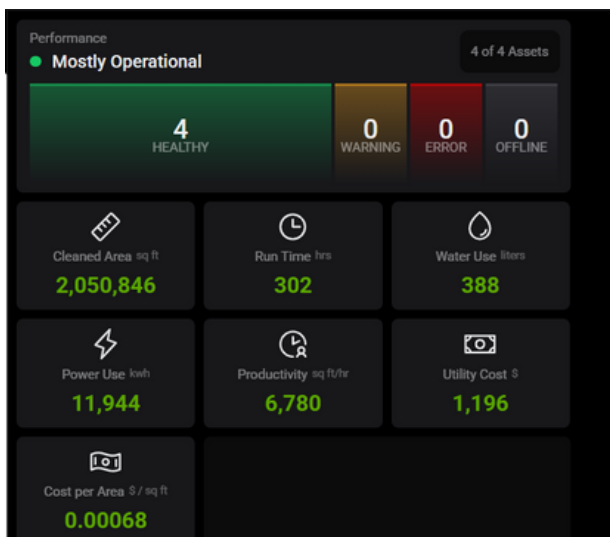 Performance
Mostly Operational
4 of 4 Assets
4
HEALTHY
0
WARNING
0
ERROR
0
OFFLINE
Cleaned Area sq ft
2,050,846
Run Time hrs
302
Water Use liters
388
Power Use kwh
11,944
Productivity sq ft/hr
6,780
Utility Cost $
1,196
Cost per Area $ / sq ft
0.00068